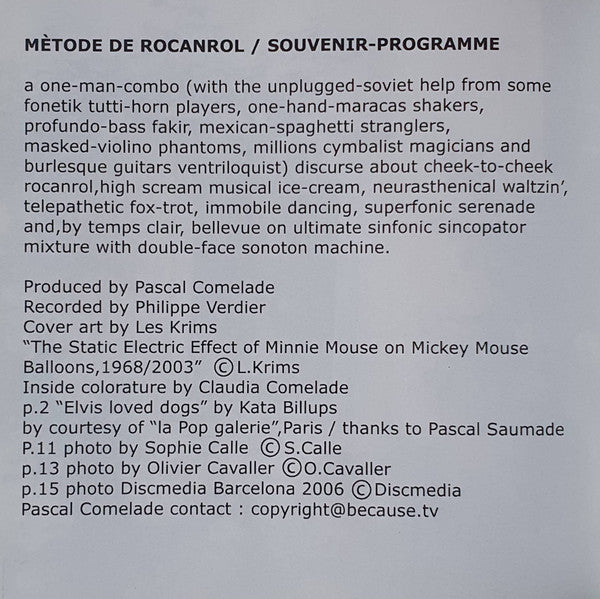 MÈTODE DE ROCANROL / SOUVENIR-PROGRAMME
a one-man-combo (with the unplugged-soviet help from some
fonetik tutti-horn players, one-hand-maracas shakers,
profundo-bass fakir, mexican-spaghetti stranglers,
masked-violino phantoms, millions cymbalist magicians and
burlesque guitars ventriloquist) discurse about cheek-to-cheek
rocanrol,high scream musical ice-cream, neurasthenical waltzin’,
telepathetic fox-trot, immobile dancing, superfonic serenade
and,by temps clair, bellevue on ultimate sinfonic sincopator
mixture with double-face sonoton machine.
Produced by Pascal Comelade
Recorded by Philippe Verdier
Cover art by Les Krims
“The Static Electric Effect of Minnie Mouse on Mickey Mouse
Balloons,1968/2003” ©L.Krims
Inside colorature by Claudia Comelade
p.2 “Elvis loved dogs” by Kata Billups
by courtesy of “la Pop galerie”,Paris / thanks to Pascal Saumade
P.11 photo by Sophie Calle ©S.Calle
p.13 photo by Olivier Cavaller ©O.Cavaller
p.15 photo Discmedia Barcelona 2006 ©Discmedia
Pascal Comelade contact : copyright@because.tv